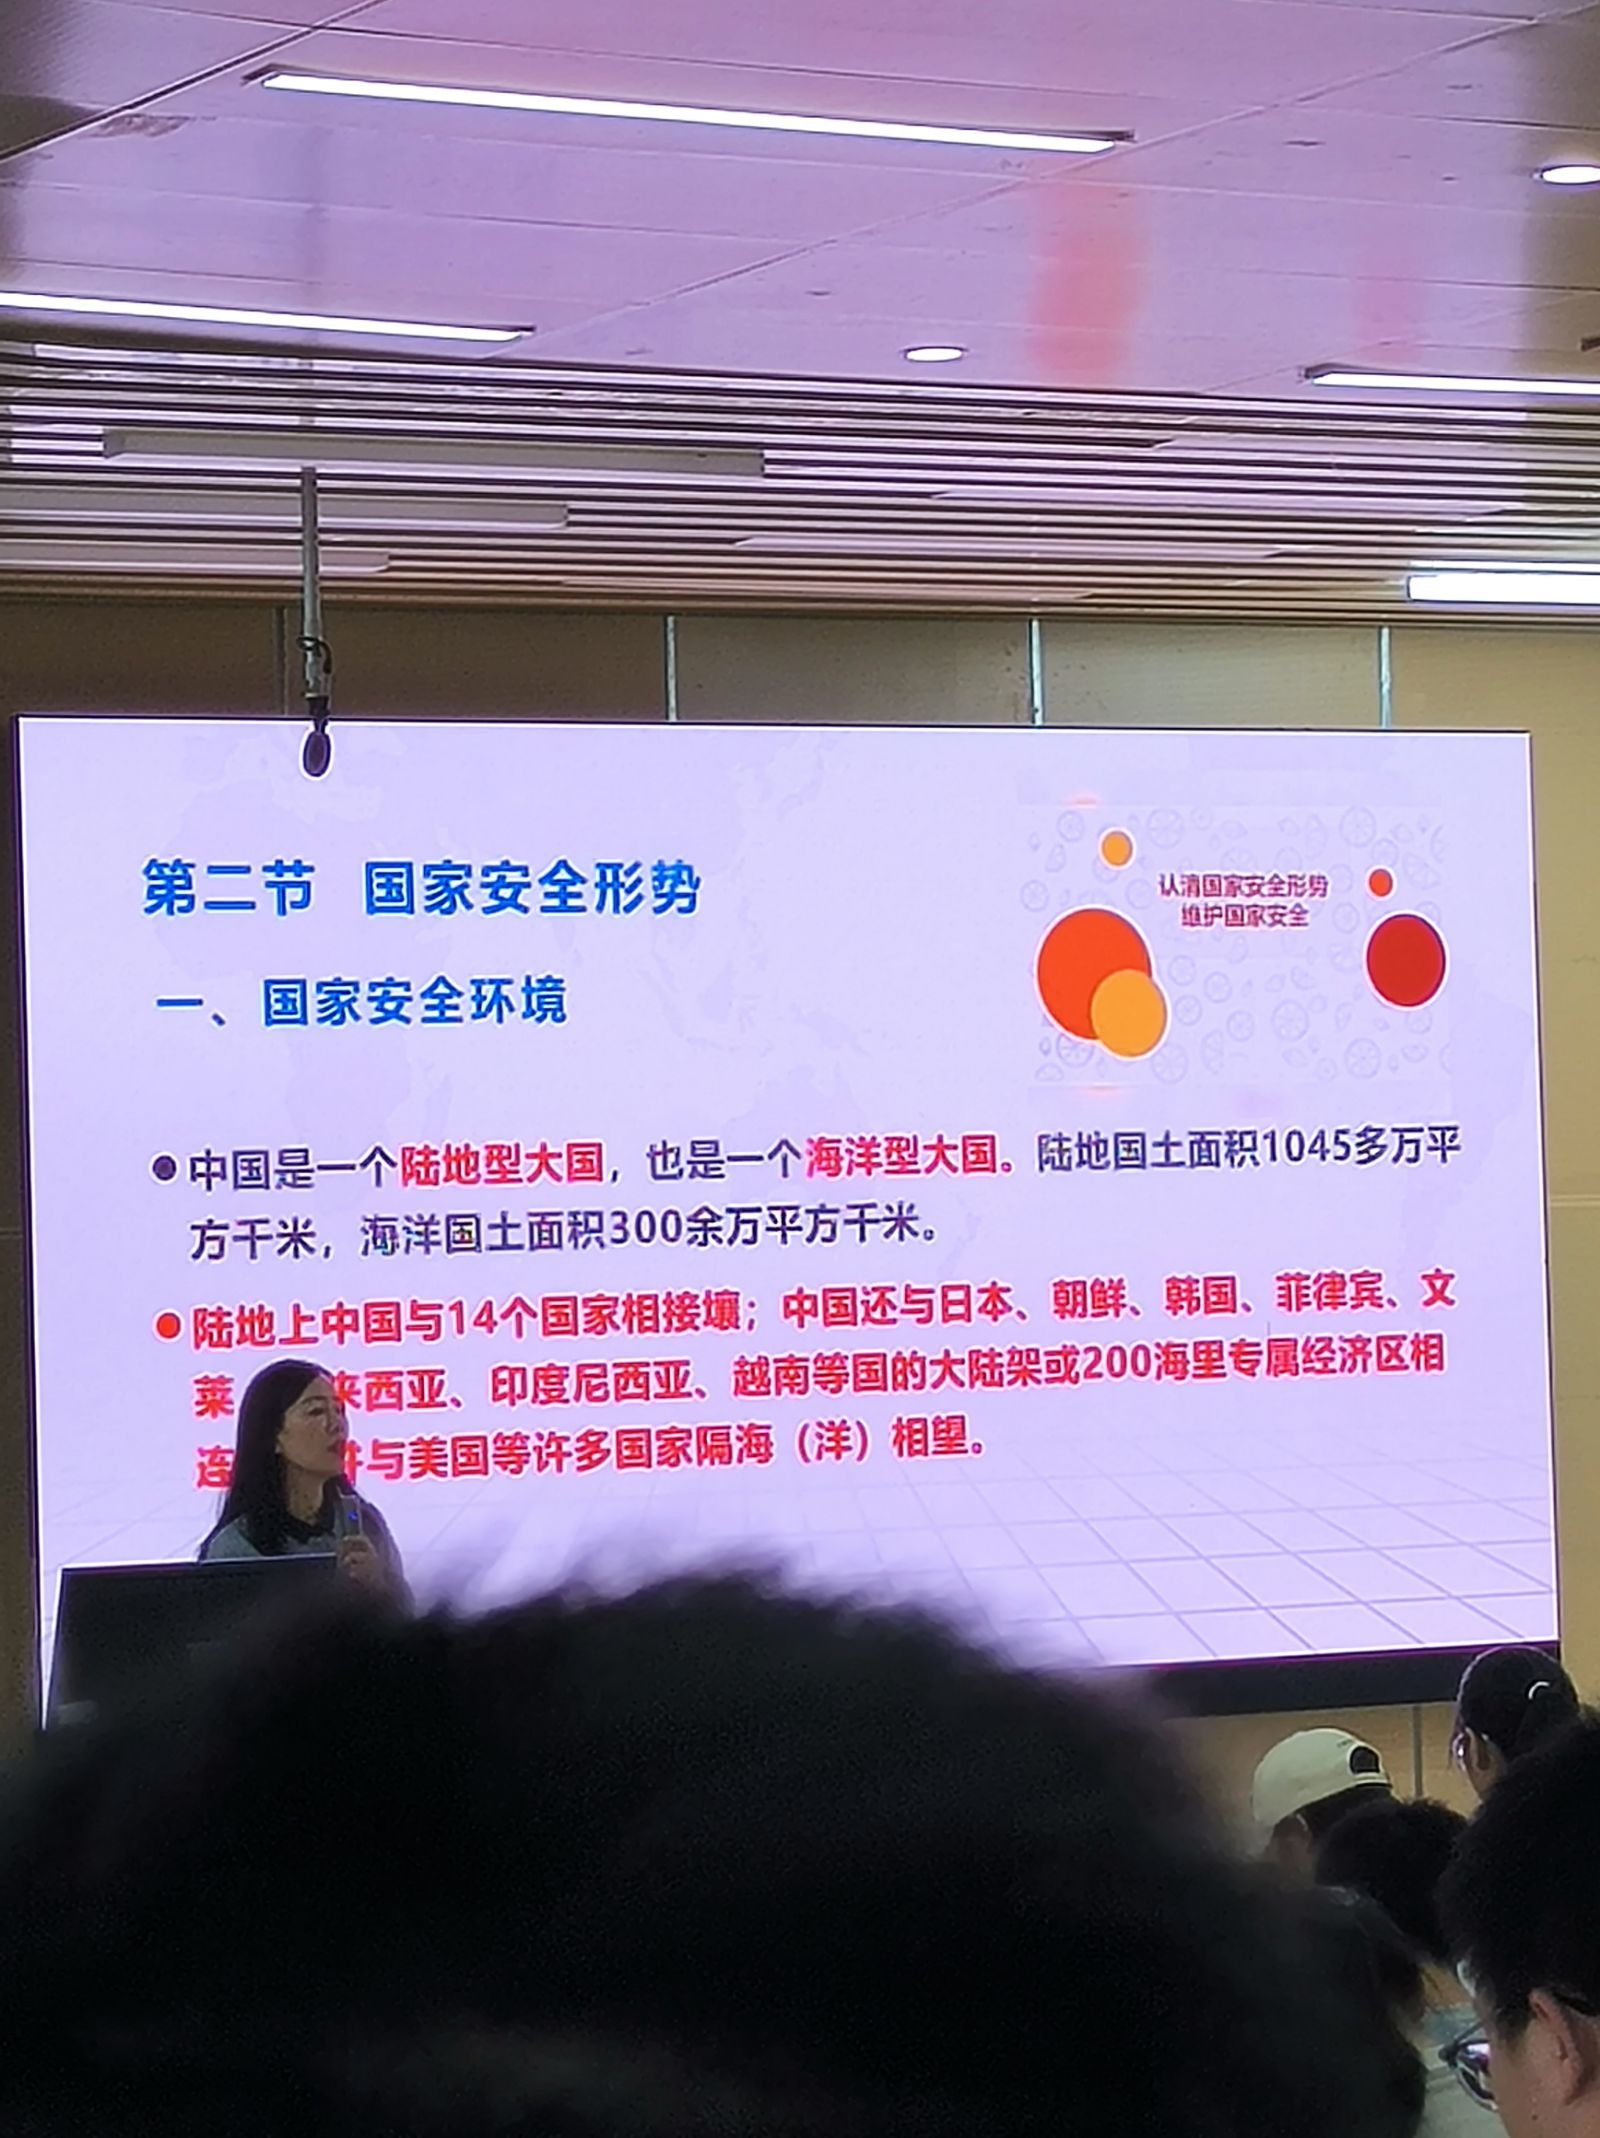 第二节 国家安全形势
认清国家安全形势
维护国家安全
一、国家安全环境
中国是一个陆地型大国，也是一个海洋型大国。陆地国土面积1045多万平
方千米，海洋国土面积300余万平方千米。
陆地上中国与14个国家相接壤；中国还与日本、朝鲜、韩国、菲律宾、文
莱 来西亚、印度尼西亚、越南等国的大陆架或200海里专属经济区相
连 并与美国等许多国家隔海（洋）相望。